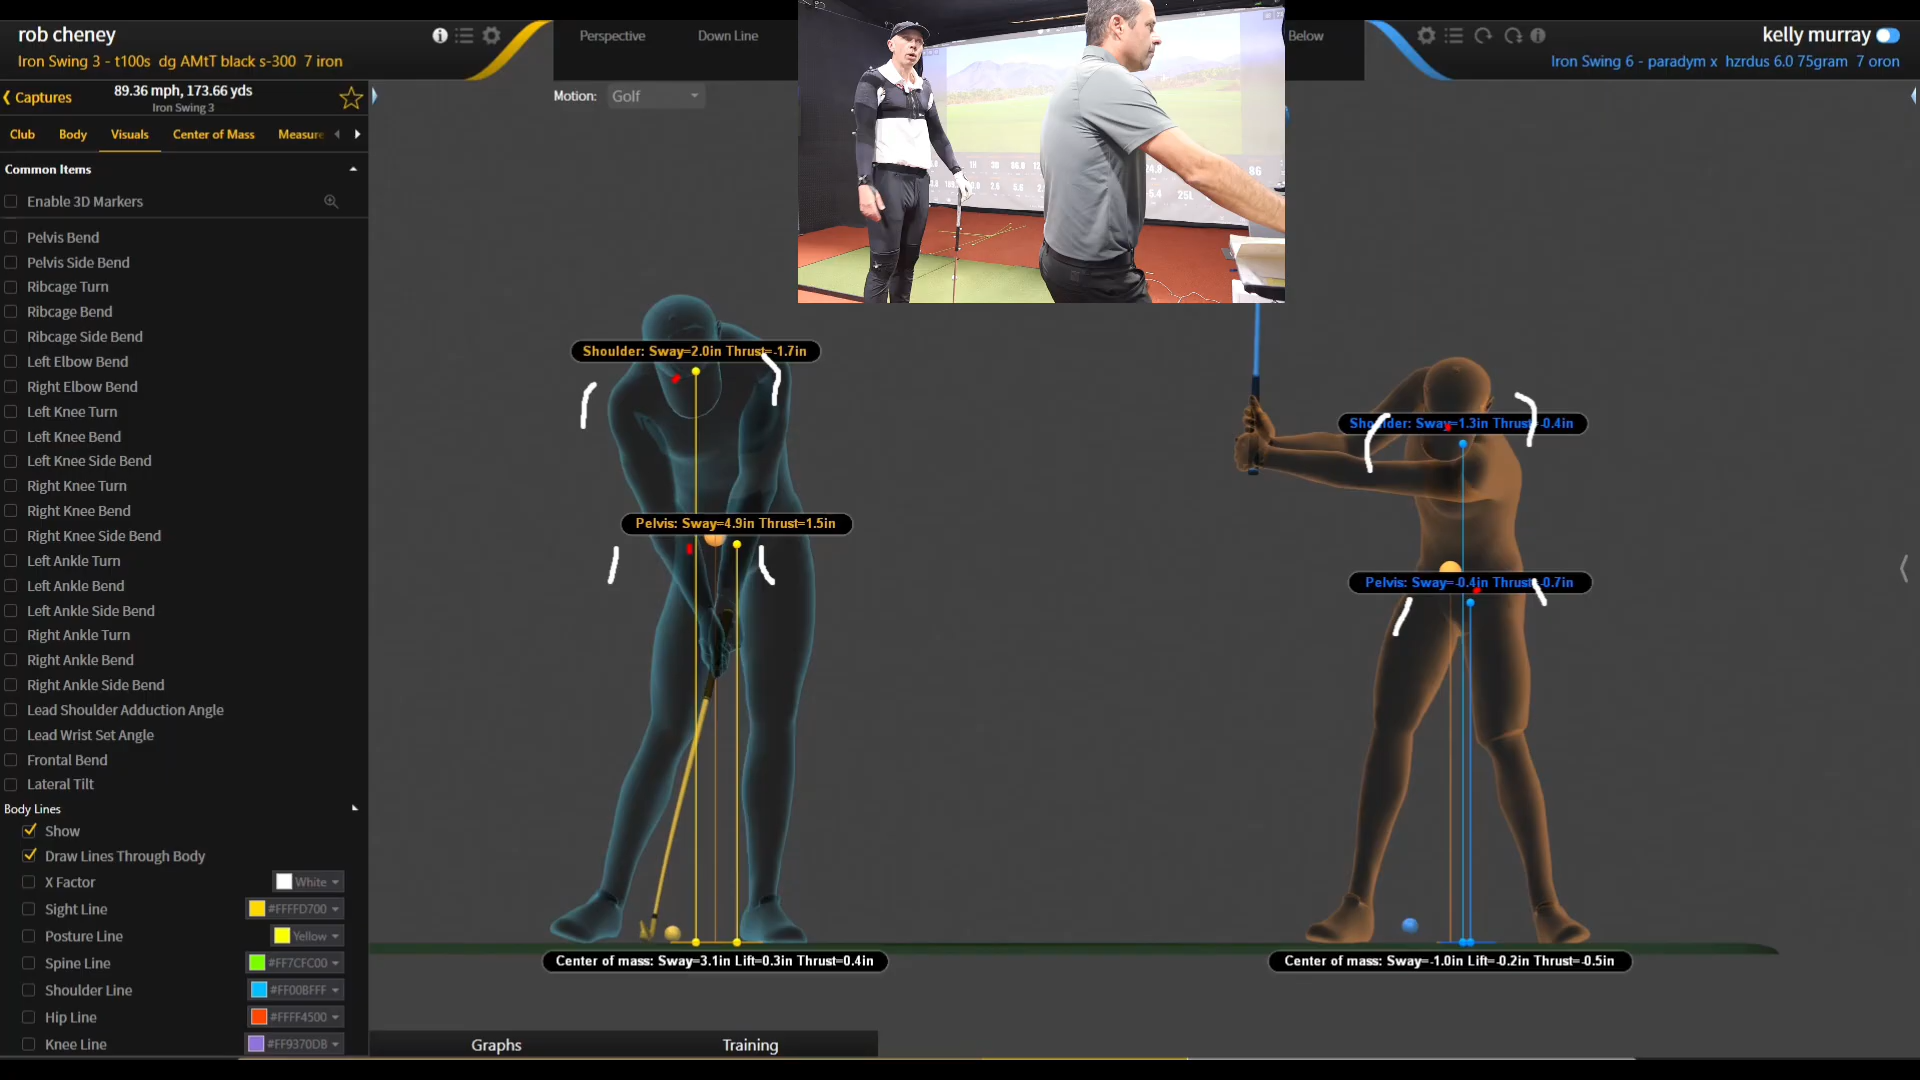 rob cheney
Iron Swing 3 - t100s dg AMtT black s-300 7 iron
Captures
89.36 mph, 173.66 yds
Iron Swing 3
Club Body Visuals Center of Mass Measure
Common Items
Enable 3D Markers
Pelvis Bend
Pelvis Side Bend
Ribcage Turn
Ribcage Bend
Ribcage Side Bend
Left Elbow Bend
Right Elbow Bend
Left Knee Turn
Left Knee Bend
Left Knee Side Bend
Right Knee Turn
Right Knee Bend
Right Knee Side Bend
Left Ankle Turn
Left Ankle Bend
Left Ankle Side Bend
Right Ankle Turn
Right Ankle Bend
Right Ankle Side Bend
Lead Shoulder Adduction Angle
Lead Wrist Set Angle
Frontal Bend
Lateral Tilt
Body Lines
Show
Draw Lines Through Body
X Factor White
Sight Line #FFFFD700
Posture Line Yellow
Spine Line #FF7CFC00
Shoulder Line #FF00BFFF
Hip Line #FFFF4500
Knee Line #FF9370DB
Perspective Down Line Below
Motion: Golf
kelly murray
Iron Swing 6 - paradym x hzrdus 6.0 75gram 7 oron
Shoulder: Sway=2.0in Thrust=-1.7in
Pelvis: Sway=4.9in Thrust=1.5in
Center of mass: Sway=3.1in Lift=0.3in Thrust=0.4in
Shoulder: Sway=1.3in Thrust=-0.4in
Pelvis: Sway=-0.4in Thrust=-0.7in
Center of mass: Sway=-1.0in Lift=-0.2in Thrust=-0.5in
Graphs Training